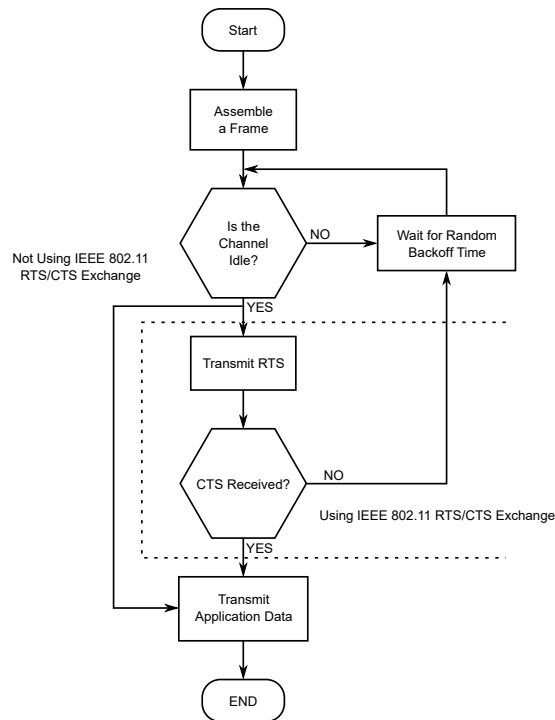 Start
Assemble
a Frame
Is the
Channel
Idle?
NO
Wait for Random
Backoff Time
Not Using IEEE 802.11
RTS/CTS Exchange
YES
Transmit RTS
CTS Received?
NO
Using IEEE 802.11 RTS/CTS Exchange
YES
Transmit
Application Data
END